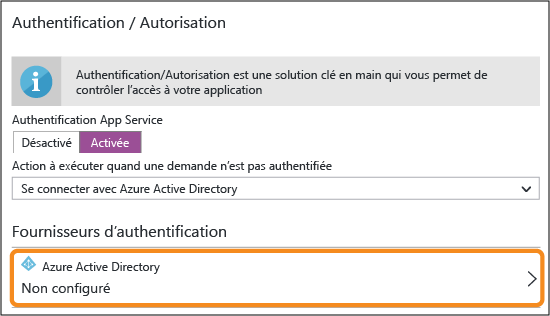 Authentification / Autorisation
Authentification/Autorisation est une solution clé en main qui vous permet de
contrôler l’accès à votre application
Authentification App Service
Désactivé Activée
Action à exécuter quand une demande n’est pas authentifiée
Se connecter avec Azure Active Directory
Fournisseurs d’authentification
Azure Active Directory
Non configuré